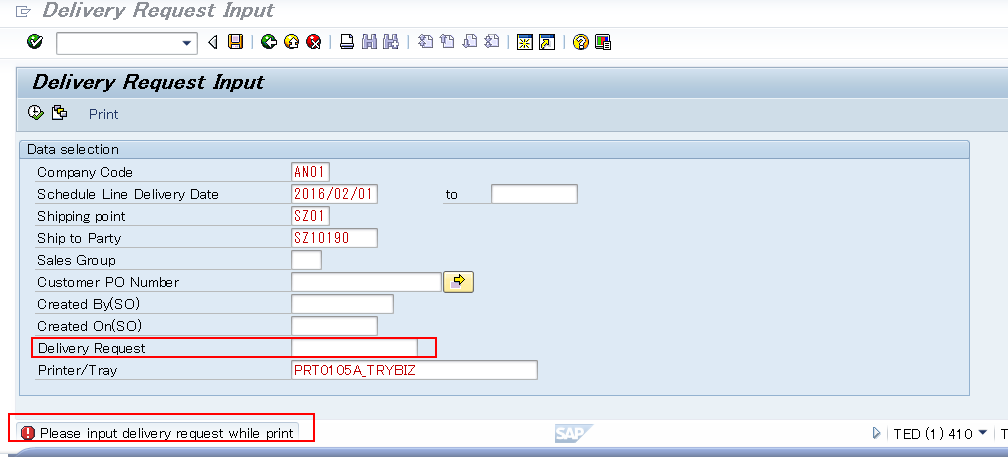 Delivery Request Input
Delivery Request Input
Print
Data selection
Company Code AN01
Schedule Line Delivery Date 2016/02/01 to
Shipping point SZ01
Ship to Party SZ10190
Sales Group
Customer PO Number
Created By(SO)
Created On(SO)
Delivery Request
Printer/Tray PRT0105A_TRYBIZ
Please input delivery request while print SAP TED (1) 410 T